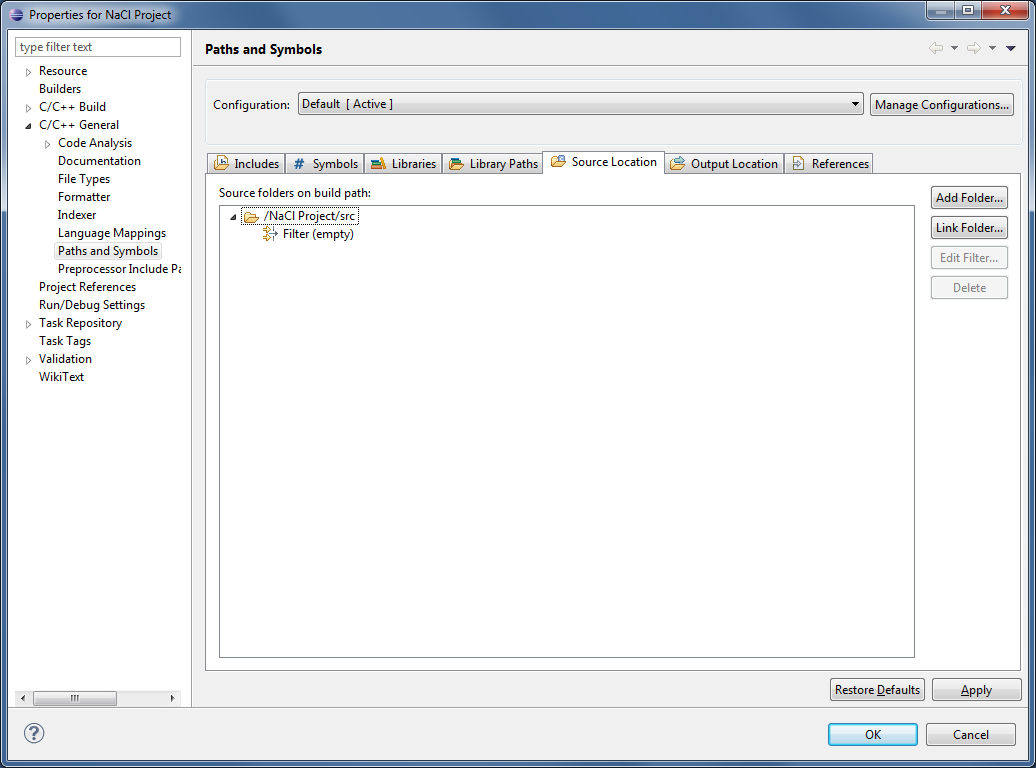 Properties for NaCl Project
type filter text
Resource
Builders
C/C++ Build
C/C++ General
Code Analysis
Documentation
File Types
Formatter
Indexer
Language Mappings
Paths and Symbols
Preprocessor Include Pa
Project References
Run/Debug Settings
Task Repository
Task Tags
Validation
WikiText
Paths and Symbols
Configuration: Default [ Active ] Manage Configurations...
Includes # Symbols Libraries Library Paths Source Location Output Location References
Source folders on build path:
/NaCl Project/src
Filter (empty)
Add Folder...
Link Folder...
Edit Filter...
Delete
Restore Defaults Apply
? OK Cancel